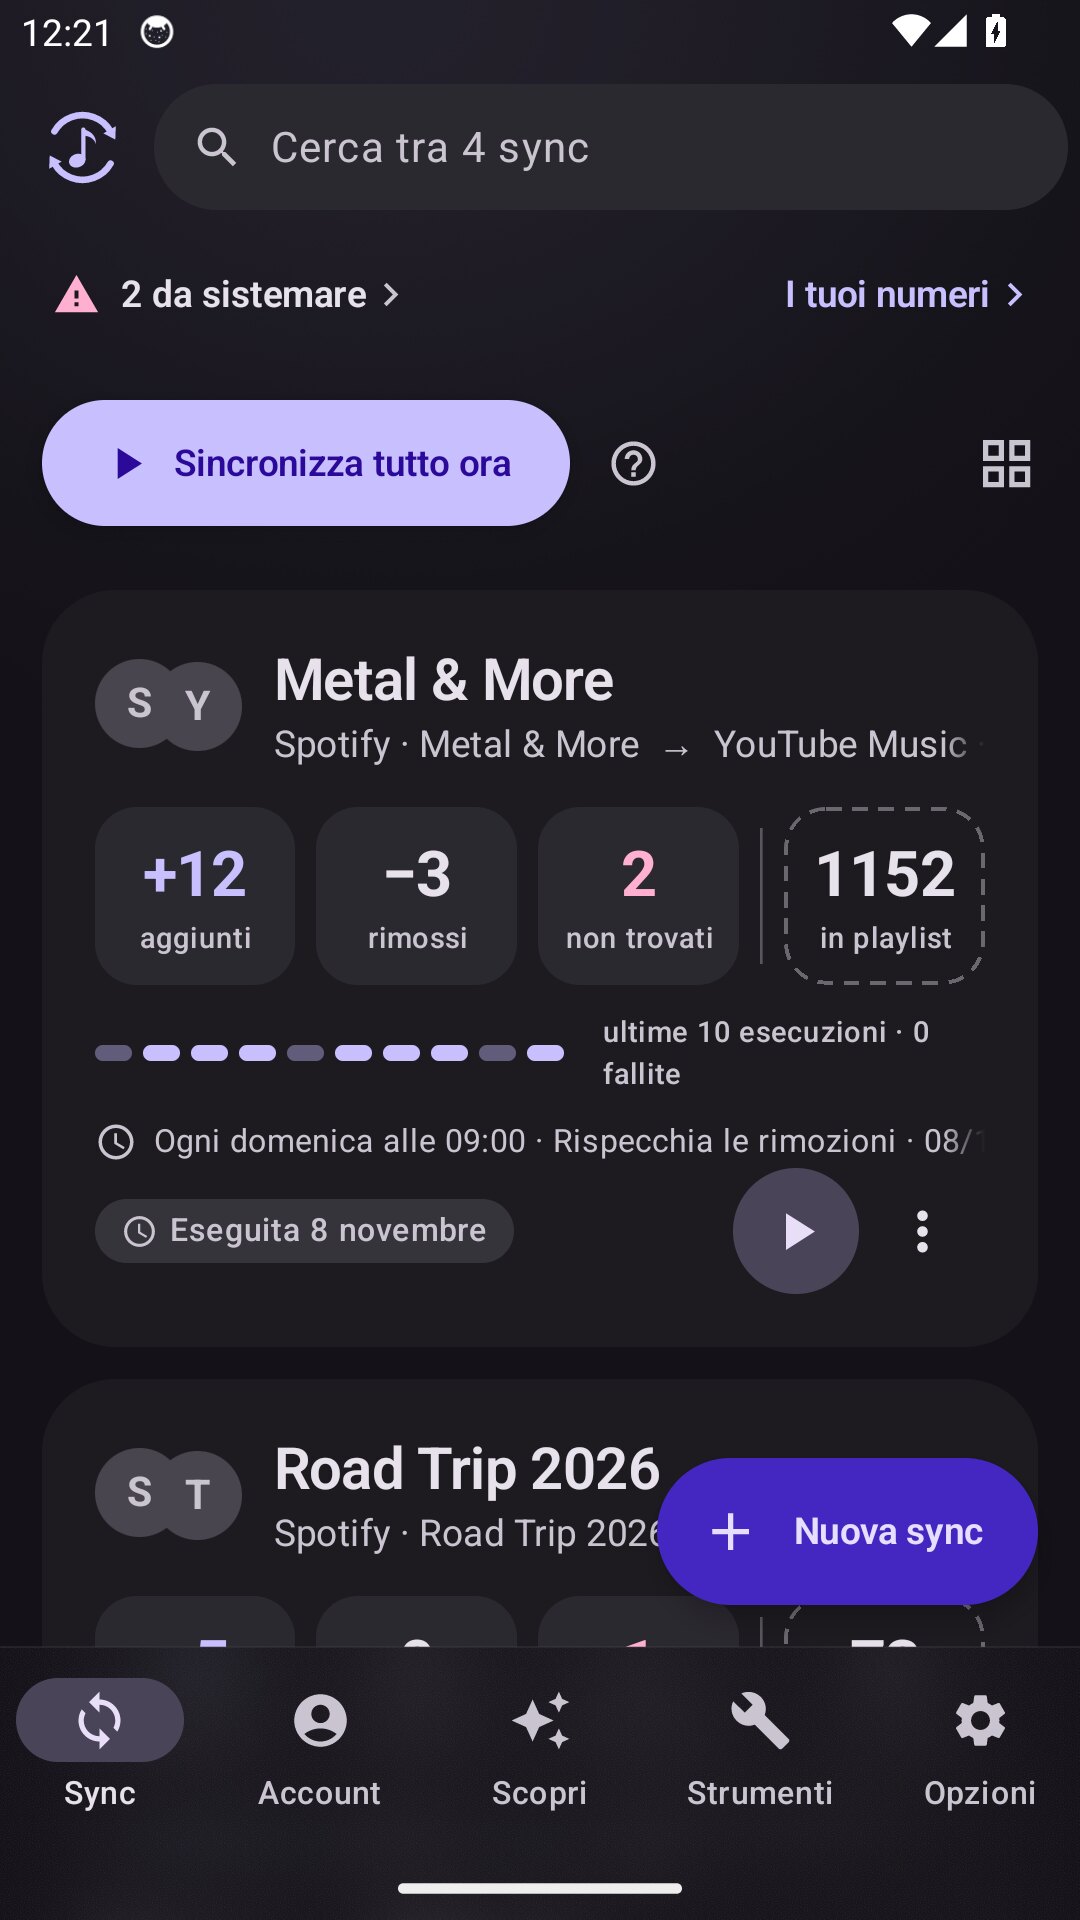 12:21
Cerca tra 4 sync
2 da sistemare
I tuoi numeri
Sincronizza tutto ora
S Y
Metal & More
Spotify · Metal & More → YouTube Music
+12
aggiunti
−3
rimossi
2
non trovati
1152
in playlist
ultime 10 esecuzioni · 0
fallite
Ogni domenica alle 09:00 · Rispecchia le rimozioni · 08/
Eseguita 8 novembre
S T
Road Trip 2026
Spotify · Road Trip 2026
Nuova sync
Sync
Account
Scopri
Strumenti
Opzioni